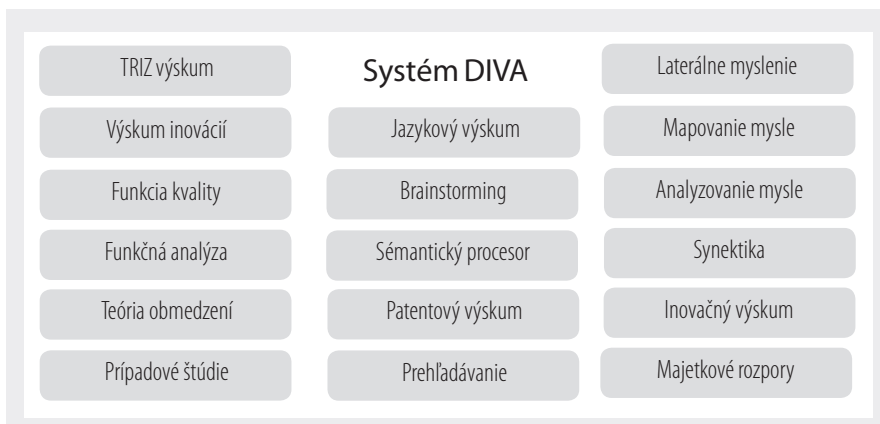 TRIZ výskum
Systém DIVA
Laterálne myslenie
Výskum inovácií
Jazykový výskum
Mapovanie mysle
Funkcia kvality
Brainstorming
Analyzovanie mysle
Funkčná analýza
Sémantický procesor
Synektika
Teória obmedzení
Patentový výskum
Inovačný výskum
Prípadové štúdie
Prehľadávanie
Majetkové rozpory